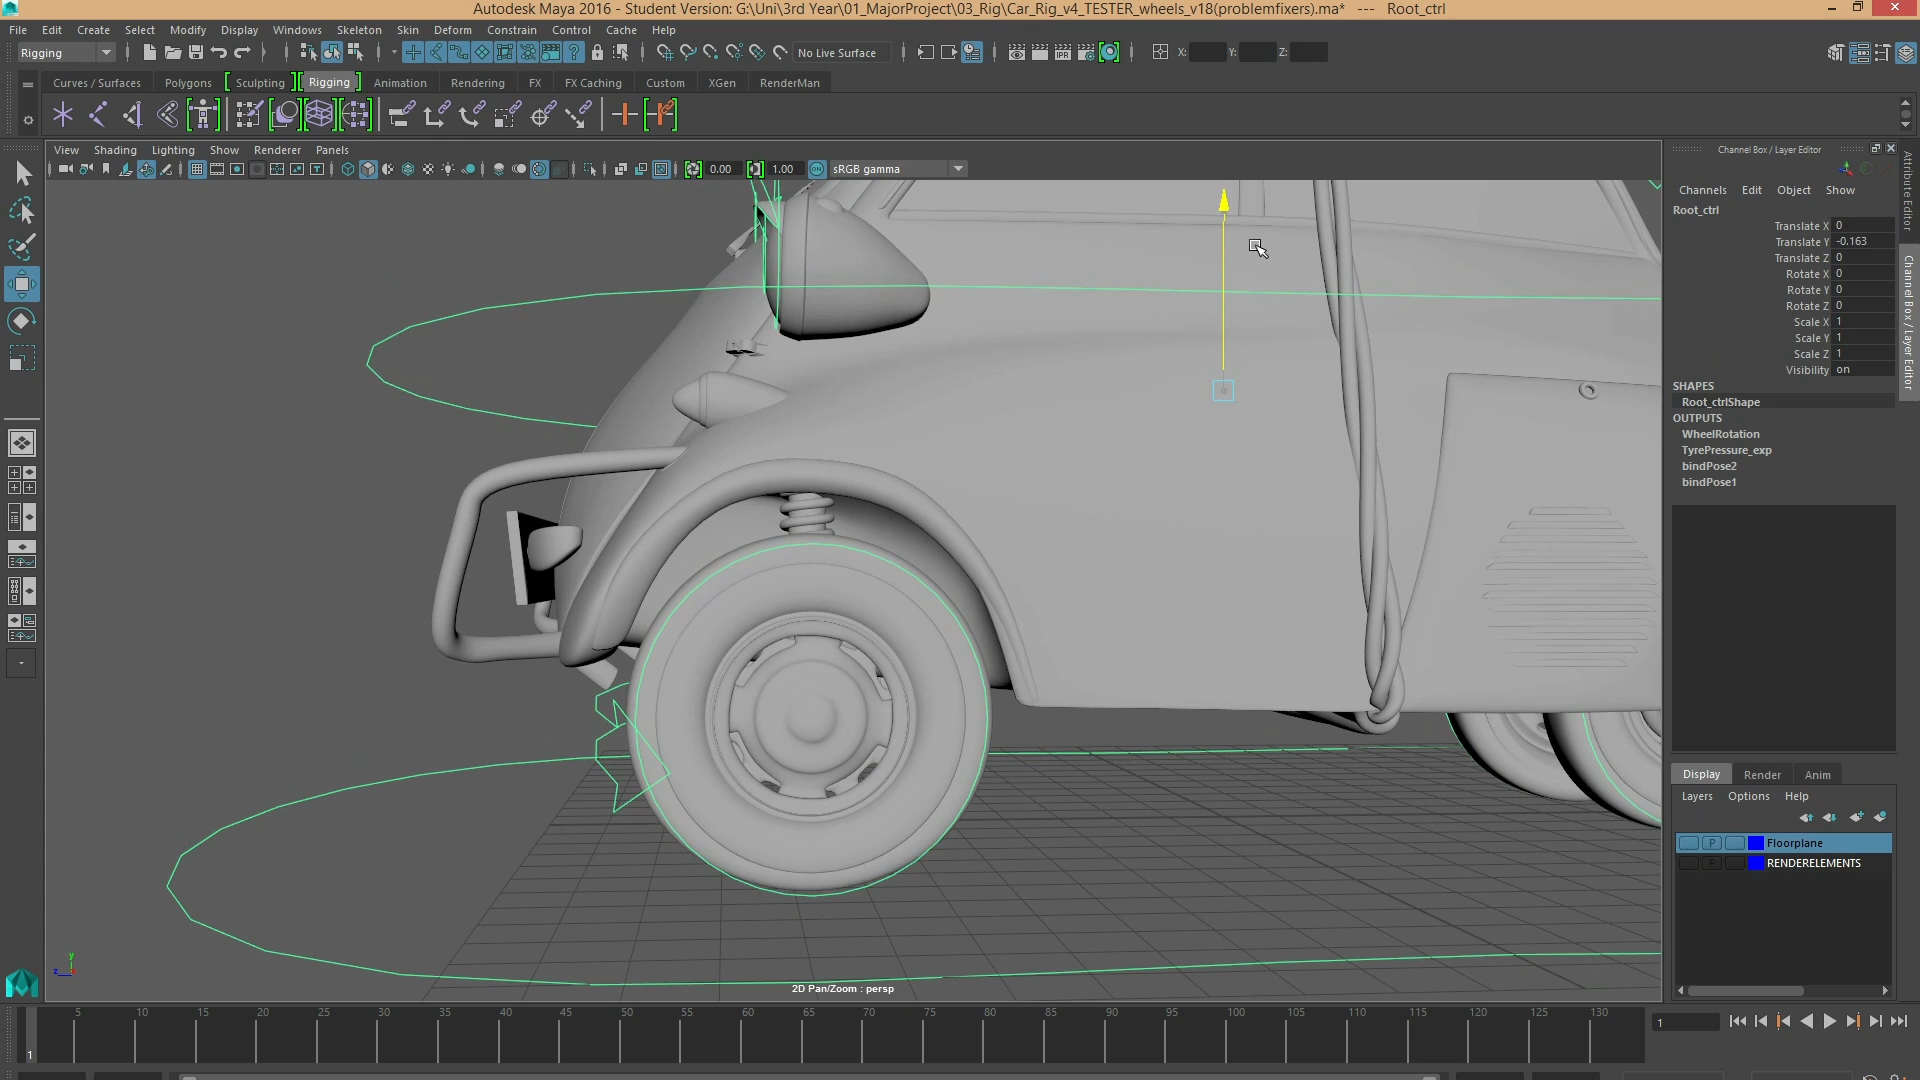 Autodesk Maya 2016 - Student Version: G:\Uni\3rd Year\01_MajorProject\03_Rig\Car_Rig_v4_TESTER_wheels_v18(problemfixers).ma* --- Root_ctrl
File Edit Create Select Modify Display Windows Skeleton Skin Deform Constrain Control Cache Help
Rigging No Live Surface X: Y: Z:
Curves / Surfaces Polygons Sculpting Rigging Animation Rendering FX FX Caching Custom XGen RenderMan
View Shading Lighting Show Renderer Panels
0.00 1.00 ON sRGB gamma
Channel Box / Layer Editor
Channels Edit Object Show
Root_ctrl
Translate X 0
Translate Y -0.163
Translate Z 0
Rotate X 0
Rotate Y 0
Rotate Z 0
Scale X 1
Scale Y 1
Scale Z 1
Visibility on
SHAPES
Root_ctrlShape
OUTPUTS
WheelRotation
TyrePressure_exp
bindPose2
bindPose1
Attribute Editor
Channel Box / Layer Editor
Display Render Anim
Layers Options Help
P Floorplane
P RENDERELEMENTS
y
z
2D Pan/Zoom : persp
5 10 15 20 25 30 35 40 45 50 55 60 65 70 75 80 85 90 95 100 105 110 115 120 125 130
1
1